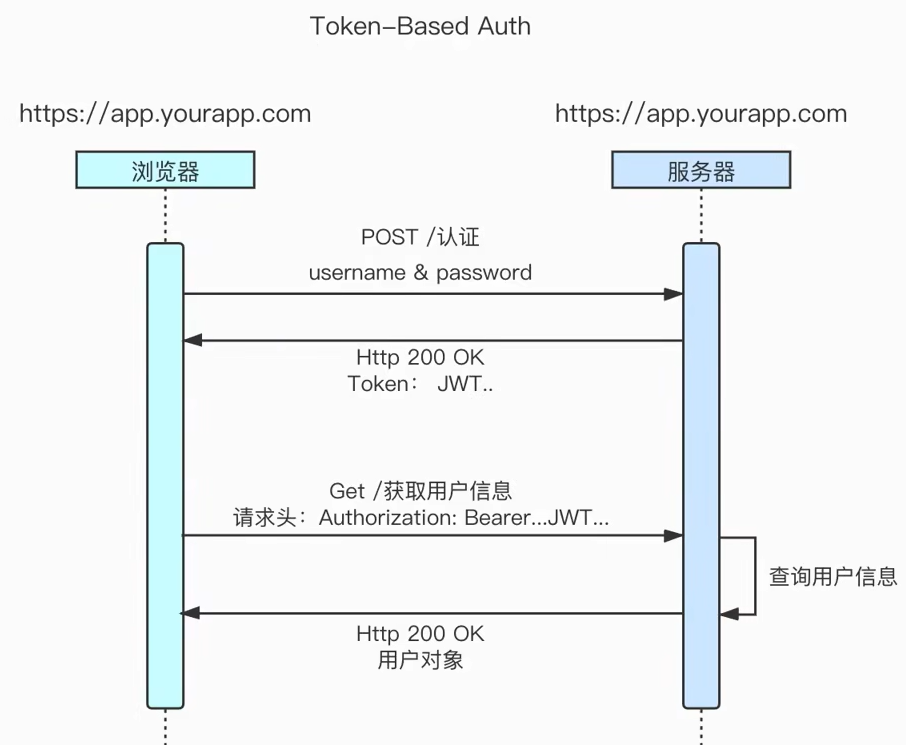 Token-Based Auth
https://app.yourapp.com
https://app.yourapp.com
浏览器
服务器
POST /认证
username & password
Http 200 OK
Token： JWT..
Get /获取用户信息
请求头：Authorization: Bearer...JWT...
查询用户信息
Http 200 OK
用户对象